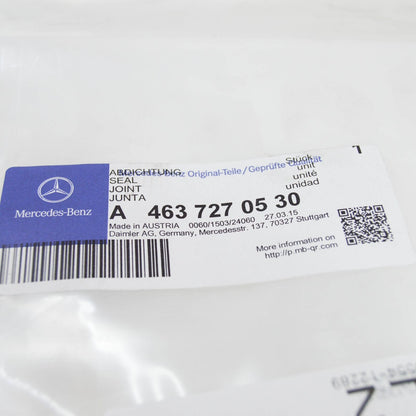 Mercedes-Benz Original-Teile/Geprüfte Qualität
ABDICHTUNG
SEAL
JOINT
JUNTA
Stück
unit
unité
unidad
1
Mercedes-Benz
A 463 727 05 30
Made in AUSTRIA 0060/1503/24060 27.03.15
Daimler AG, Germany, Mercedesstr. 137, 70327 Stuttgart
More information on
http://p.mb-qr.com